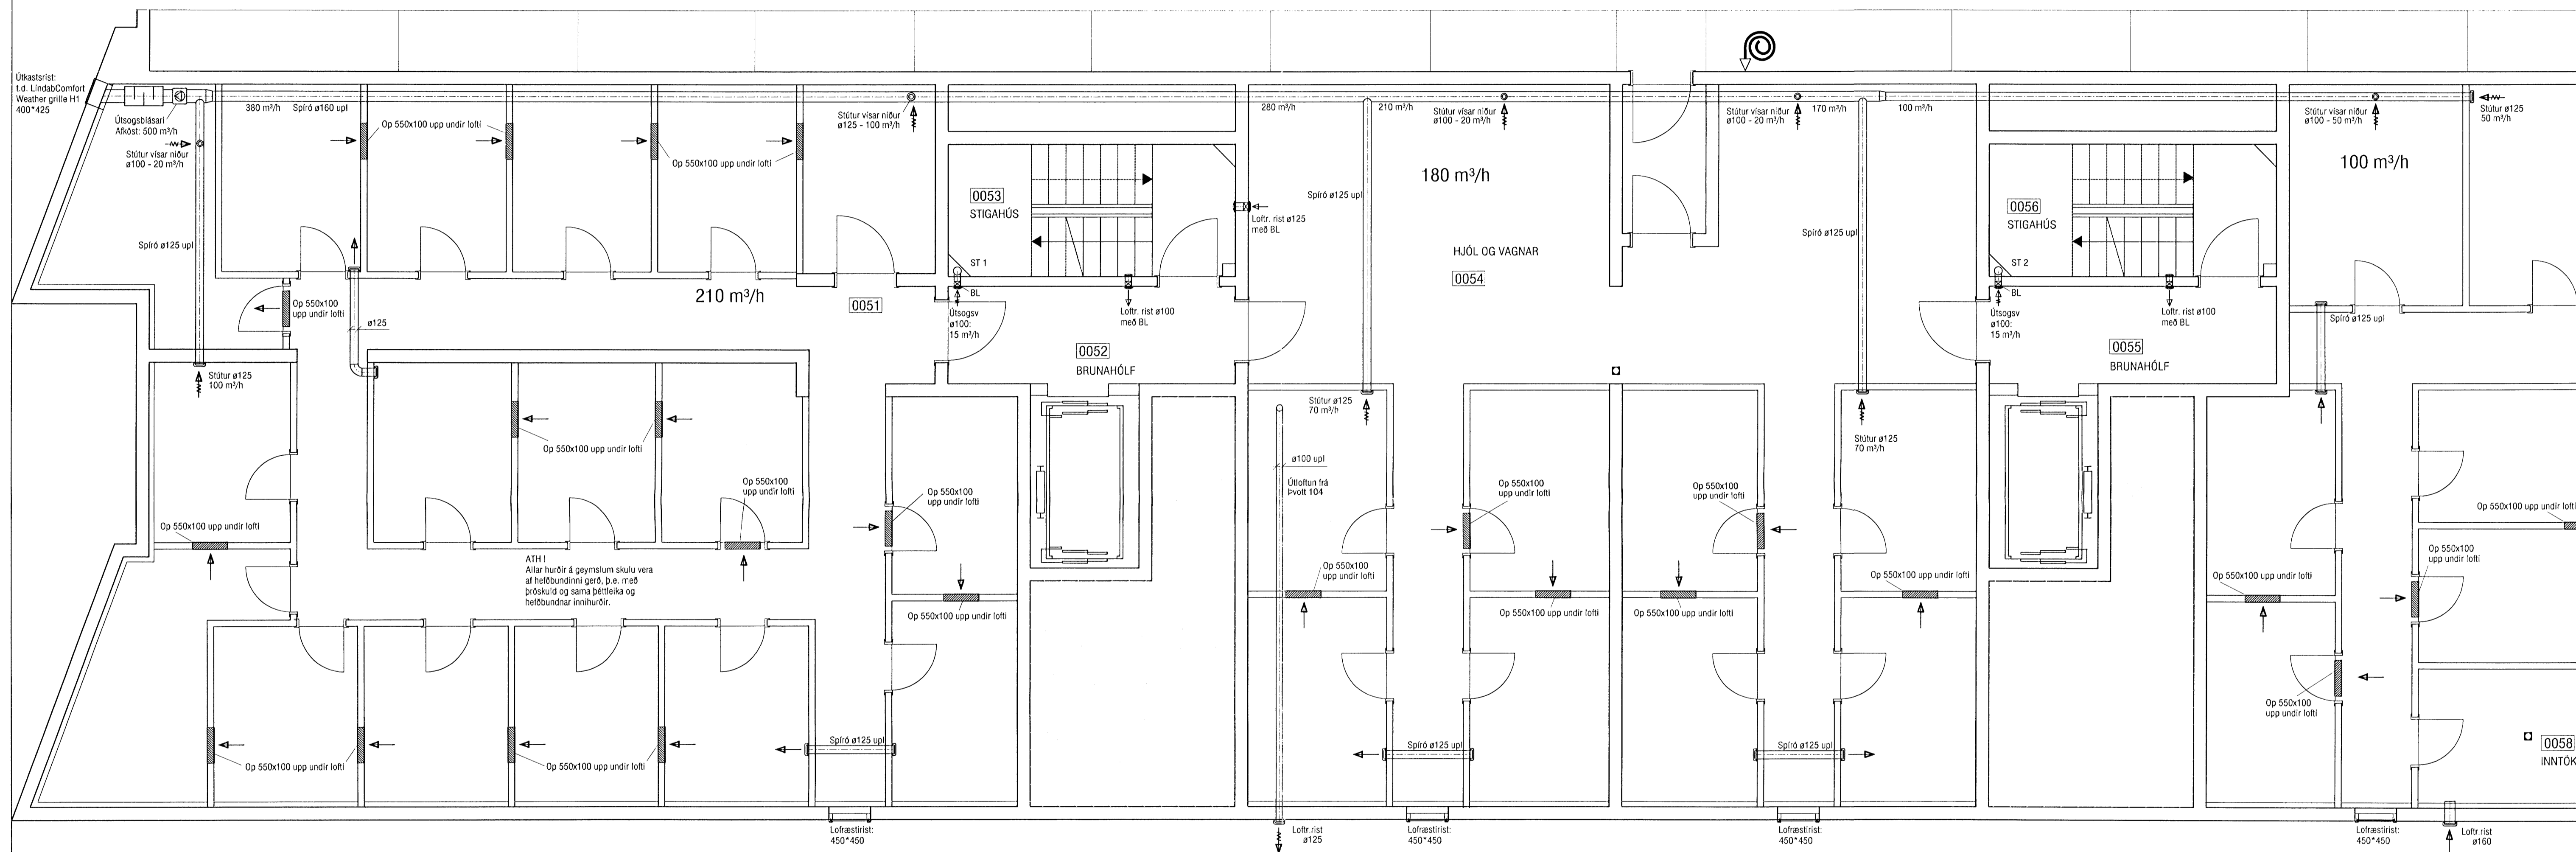 Útkastsrist:
t.d. LindabComfort
Weather grille H1
400*425
Útsogsblásari
Afköst: 500 m³/h
Stútur vísar niður
ø100 - 20 m³/h
380 m³/h
Spíró ø160 upl
Op 550x100 upp undir lofti
Op 550x100 upp undir lofti
Stútur vísar niður
ø125 - 100 m³/h
280 m³/h
210 m³/h
Stútur vísar niður
ø100 - 20 m³/h
Stútur vísar niður
ø100 - 20 m³/h
170 m³/h
100 m³/h
Stútur vísar niður
ø100 - 50 m³/h
Stútur ø125
50 m³/h
180 m³/h
100 m³/h
Spíró ø125 upl
0053
STIGAHÚS
Loftr. rist ø125
með BL
Spíró ø125 upl
HJÓL OG VAGNAR
0054
Spíró ø125 upl
0056
STIGAHÚS
ST 1
BL
Útsogsv
ø100:
15 m³/h
Loftr. rist ø100
með BL
ST 2
BL
Útsogsv
ø100:
15 m³/h
Loftr. rist ø100
með BL
Op 550x100
upp undir lofti
210 m³/h
0051
ø125
0052
BRUNAHÓLF
0055
BRUNAHÓLF
Spíró ø125 upl
Stútur ø125
100 m³/h
Stútur ø125
70 m³/h
Stútur ø125
70 m³/h
Op 550x100 upp undir lofti
Op 550x100
upp undir lofti
Op 550x100
upp undir lofti
ø100 upl
Útloftun frá
Þvott 104
Op 550x100
upp undir lofti
Op 550x100
upp undir lofti
Op 550x100 upp undir lofti
Op 550x100 upp undir lofti
ATH !
Allar hurðir á geymslum skulu vera
af hefðbundinni gerð, þ.e. með
þröskuld og sama þéttleika og
hefðbundnar innihurðir.
Op 550x100
upp undir lofti
Op 550x100 upp undir lofti
Op 550x100 upp undir lofti
Op 550x100
upp undir lofti
Op 550x100 upp undir lofti
Op 550x100 upp undir lofti
Op 550x100 upp undir lofti
Op 550x100
upp undir lofti
Op 550x100 upp undir lofti
Op 550x100 upp undir lofti
Spíró ø125 upl
Spíró ø125 upl
Spíró ø125 upl
0058
INNTÖK
Lofræstirist:
450*450
Loftr.rist
ø125
Lofræstirist:
450*450
Lofræstirist:
450*450
Lofræstirist:
450*450
Loftr.rist
ø160